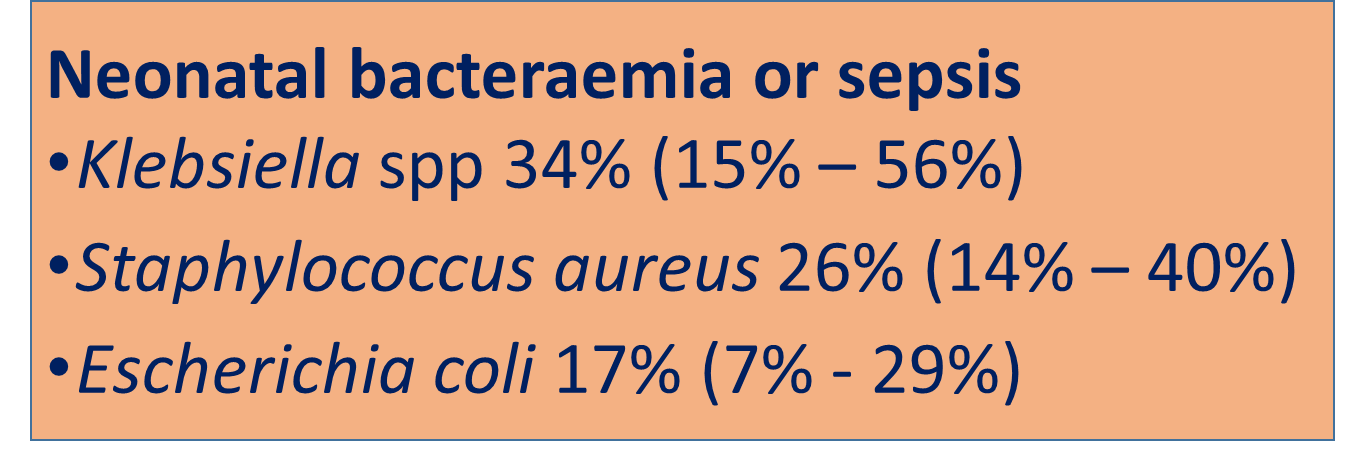 Neonatal bacteraemia or sepsis
•Klebsiella spp 34% (15% – 56%)
•Staphylococcus aureus 26% (14% – 40%)
•Escherichia coli 17% (7% - 29%)